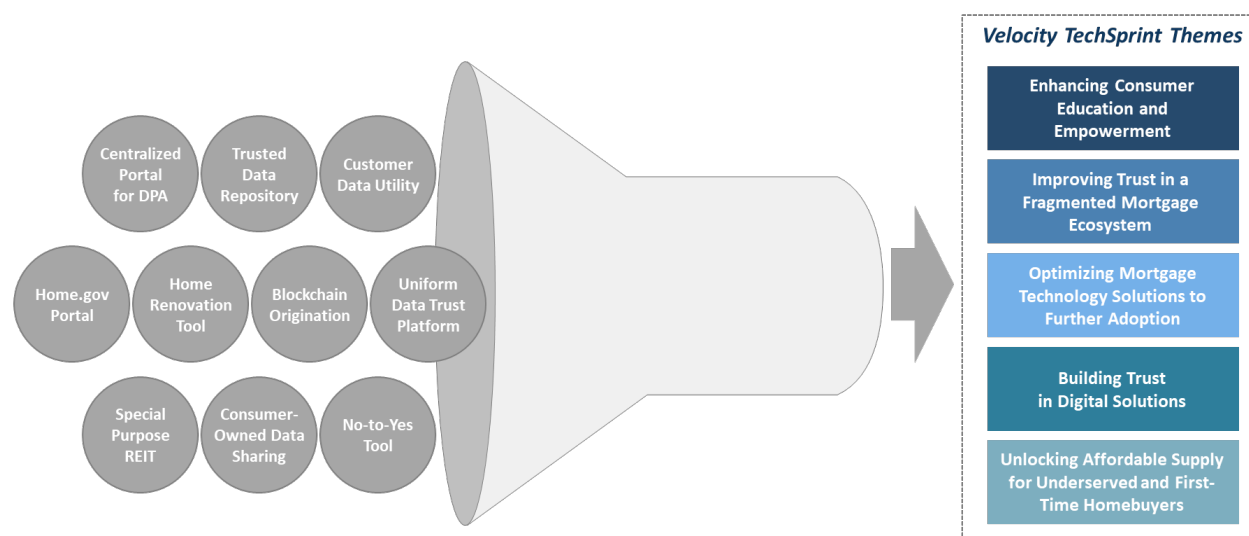 Velocity TechSprint Themes
Centralized
Portal
for DPA
Trusted
Data
Repository
Customer
Data Utility
Home.gov
Portal
Home
Renovation
Tool
Blockchain
Origination
Uniform
Data Trust
Platform
Special
Purpose
REIT
Consumer-
Owned Data
Sharing
No-to-Yes
Tool
Enhancing Consumer
Education and
Empowerment
Improving Trust in a
Fragmented Mortgage
Ecosystem
Optimizing Mortgage
Technology Solutions to
Further Adoption
Building Trust
in Digital Solutions
Unlocking Affordable Supply
for Underserved and First-
Time Homebuyers